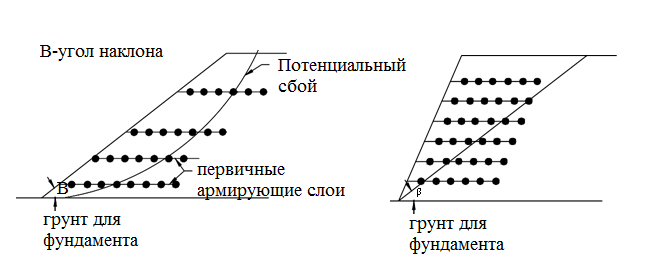 В-угол наклона
Потенциальный
сбой
первичные
армирующие слои
В
грунт для
фундамента
β
грунт для
фундамента